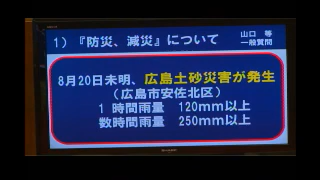 1）『防災、減災』について
山口 等
一般質問
8月20日未明、広島土砂災害が発生
（広島市安佐北区）
1 時間雨量 120mm以上
数時間雨量 250mm以上
SHARP